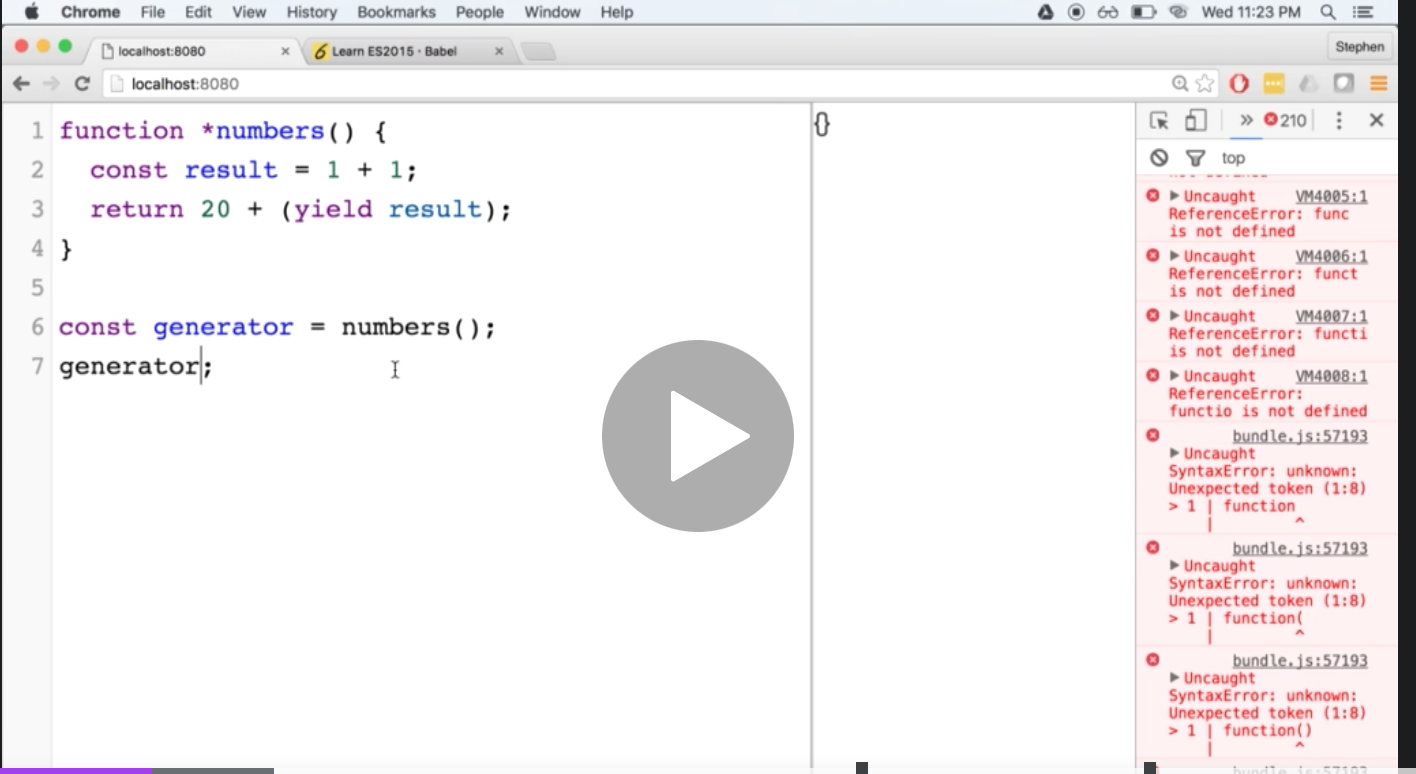 Chrome File Edit View History Bookmarks People Window Help Wed 11:23 PM
localhost:8080 Learn ES2015 · Babel Stephen
localhost:8080
1 function *numbers() {
2 const result = 1 + 1;
3 return 20 + (yield result);
4 }
5
6 const generator = numbers();
7 generator;
{}
210
top
Uncaught VM4005:1
ReferenceError: func
is not defined
Uncaught VM4006:1
ReferenceError: funct
is not defined
Uncaught VM4007:1
ReferenceError: functi
is not defined
Uncaught VM4008:1
ReferenceError:
functio is not defined
bundle.js:57193
Uncaught
SyntaxError: unknown:
Unexpected token (1:8)
> 1 | function
| ^
bundle.js:57193
Uncaught
SyntaxError: unknown:
Unexpected token (1:8)
> 1 | function(
| ^
bundle.js:57193
Uncaught
SyntaxError: unknown:
Unexpected token (1:8)
> 1 | function()
| ^